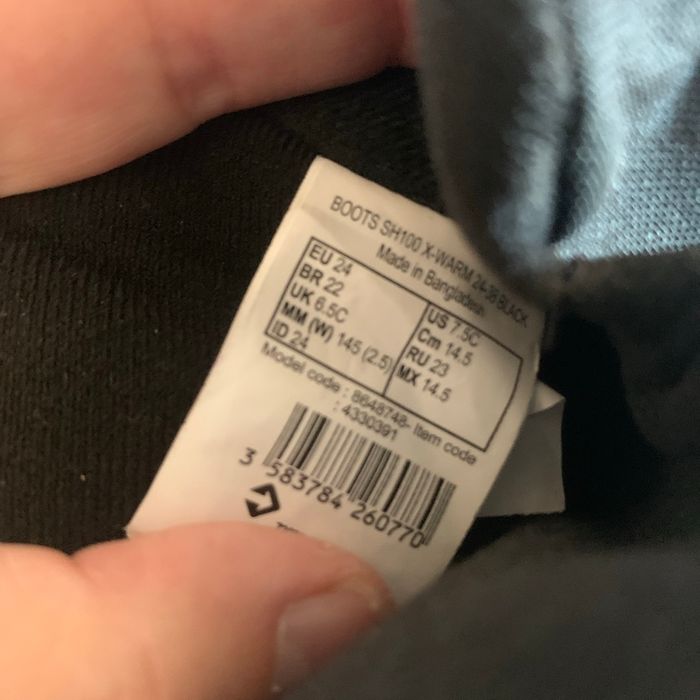 BOOTS SH100 X-WARM 24-38 BLACK
Made in Bangladesh
EU 24
BR 22
UK 6.5C
MM (W) 145 (2.5)
ID 24
US 7.5C
Cm 14.5
RU 23
MX 14.5
Model code : 8648748- Item code
: 4330391
3 583784 260770